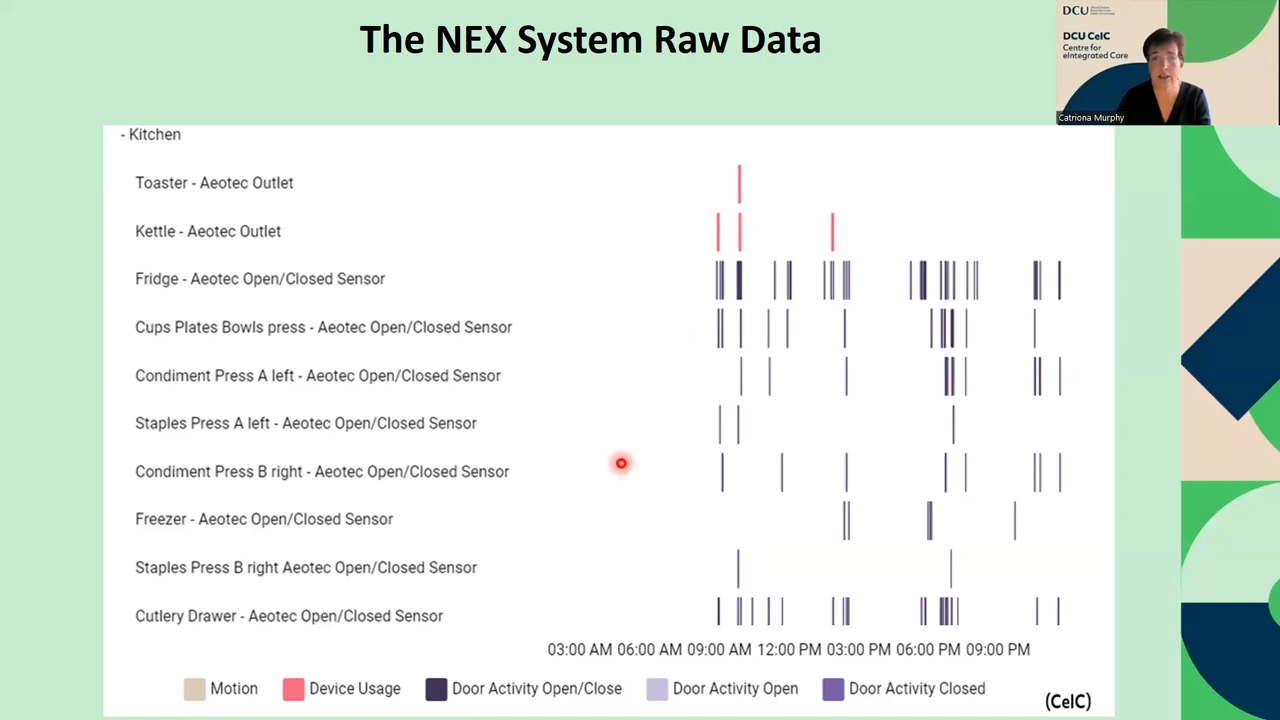 The NEX System Raw Data
DCU
DCU CeIC
Centre for
eIntegrated Care
Catriona Murphy
- Kitchen
Toaster - Aeotec Outlet
Kettle - Aeotec Outlet
Fridge - Aeotec Open/Closed Sensor
Cups Plates Bowls press - Aeotec Open/Closed Sensor
Condiment Press A left - Aeotec Open/Closed Sensor
Staples Press A left - Aeotec Open/Closed Sensor
Condiment Press B right - Aeotec Open/Closed Sensor
Freezer - Aeotec Open/Closed Sensor
Staples Press B right Aeotec Open/Closed Sensor
Cutlery Drawer - Aeotec Open/Closed Sensor
03:00 AM 06:00 AM 09:00 AM 12:00 PM 03:00 PM 06:00 PM 09:00 PM
Motion Device Usage Door Activity Open/Close Door Activity Open Door Activity Closed
(CeIC)